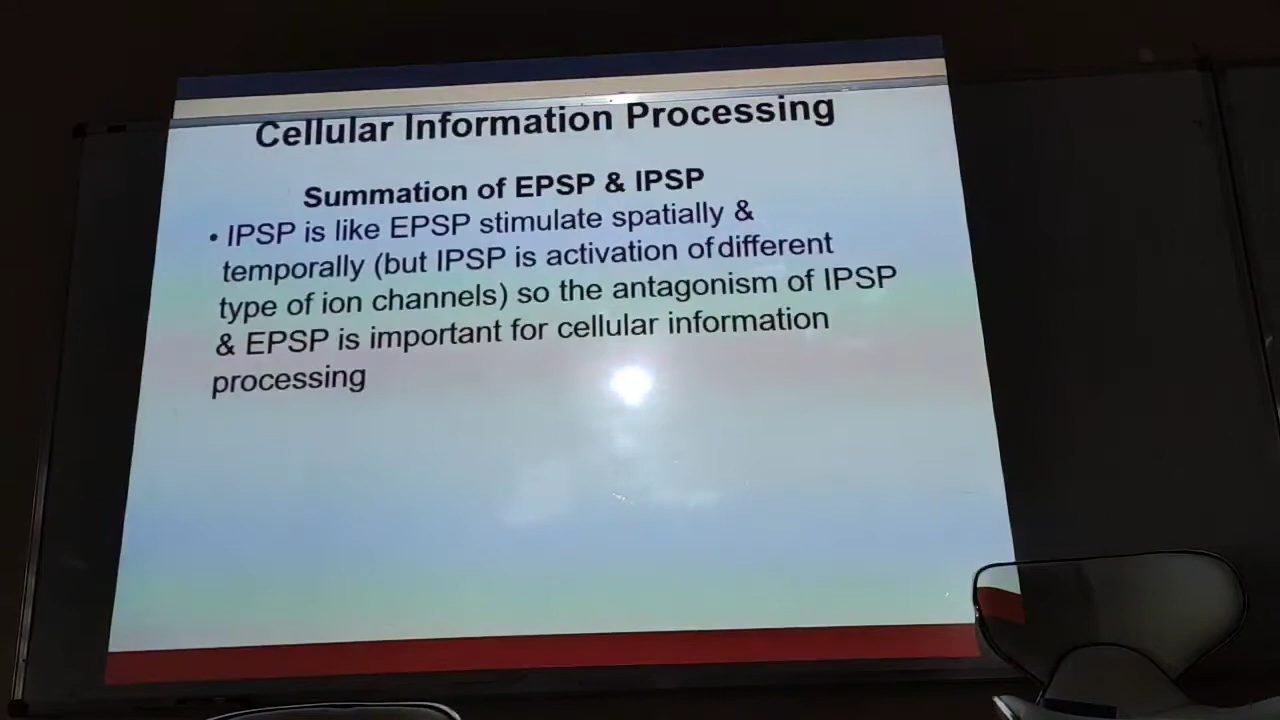 Cellular Information Processing
Summation of EPSP & IPSP
• IPSP is like EPSP stimulate spatially &
temporally (but IPSP is activation of different
type of ion channels) so the antagonism of IPSP
& EPSP is important for cellular information
processing